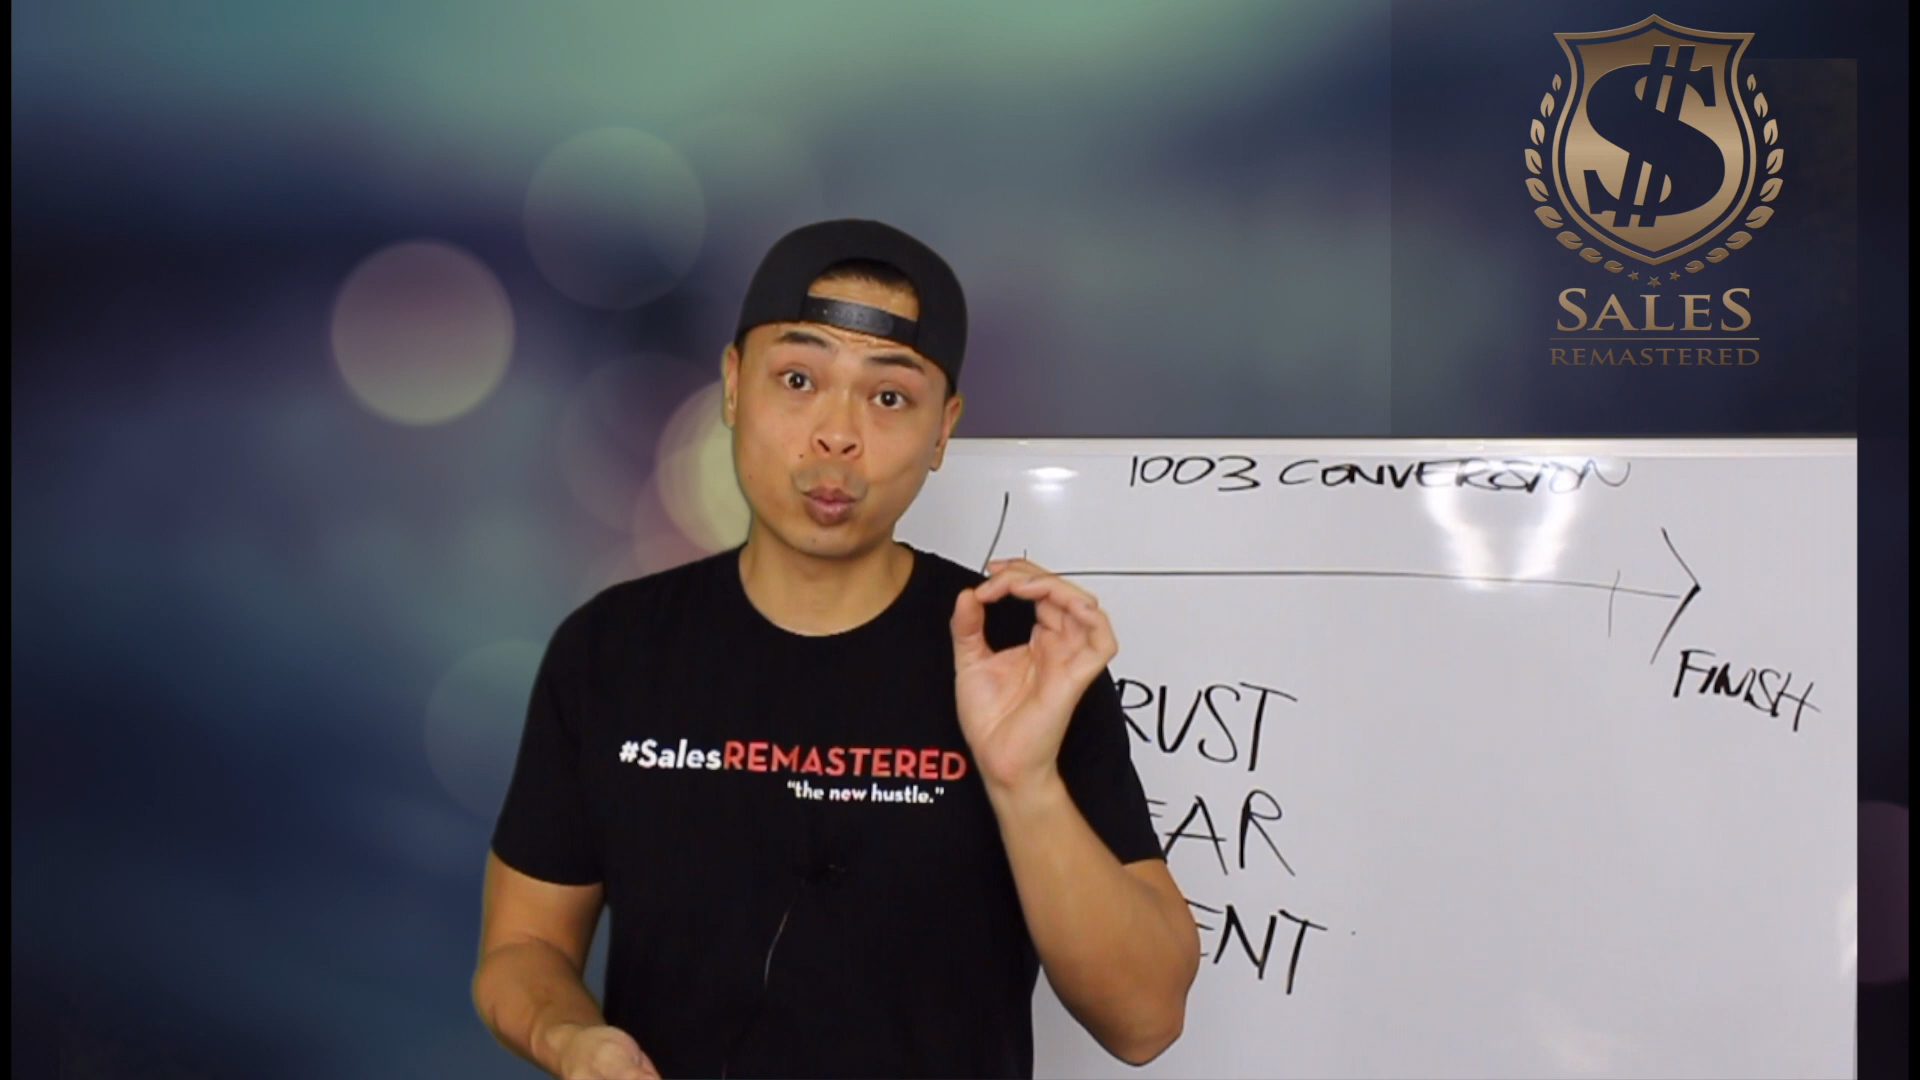 SALES
REMASTERED
1003 CONVERSION
FINISH
RUST
EAR
ENT
#SalesREMASTERED
"the new hustle."